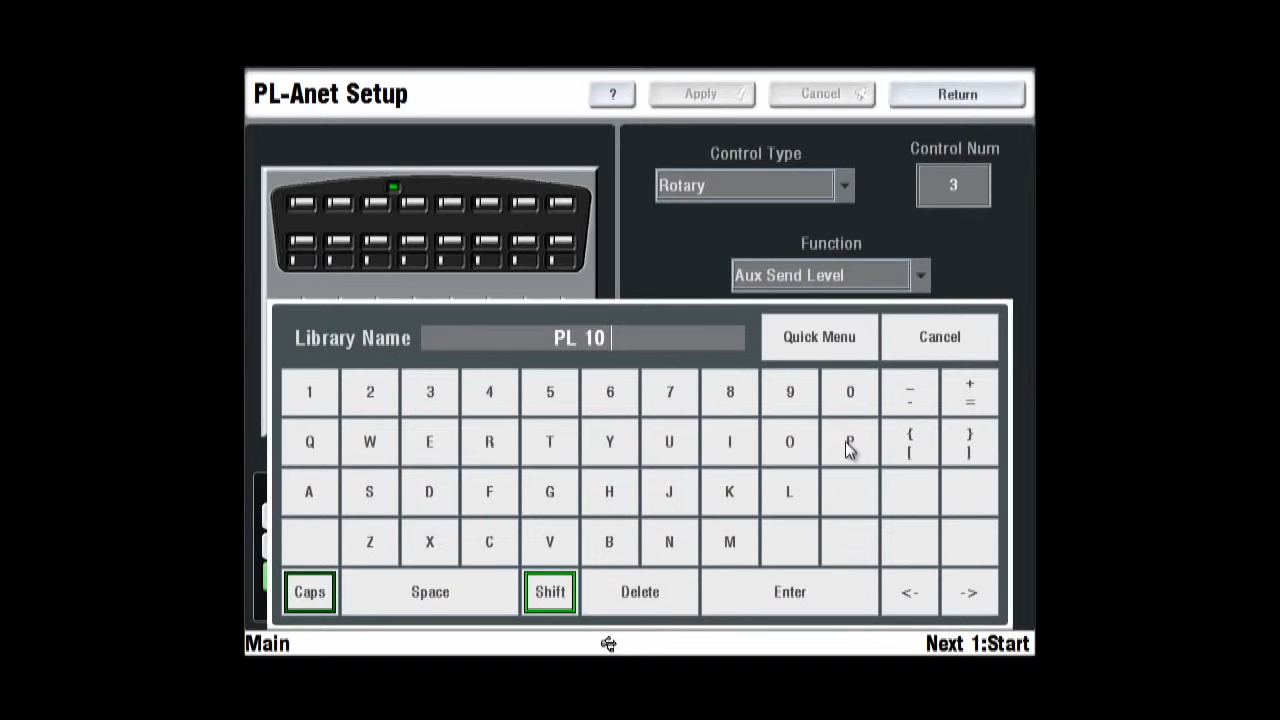 PL-Anet Setup
?
Apply
Cancel
Return
Control Type
Control Num
Rotary
3
Function
Aux Send Level
Library Name
PL 10
Quick Menu
Cancel
1 2 3 4 5 6 7 8 9 0 _ - + =
Q W E R T Y U I O P { [ } ]
A S D F G H J K L
Z X C V B N M
Caps Space Shift Delete Enter <- ->
Main
Next 1:Start